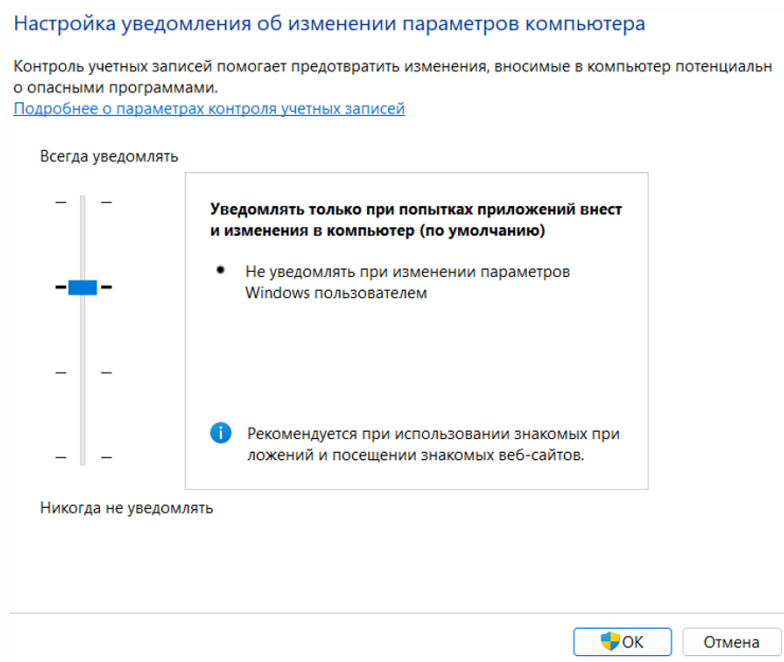 Настройка уведомления об изменении параметров компьютера
Контроль учетных записей помогает предотвратить изменения, вносимые в компьютер потенциальн
о опасными программами.
Подробнее о параметрах контроля учетных записей
Всегда уведомлять
Уведомлять только при попытках приложений внест
и изменения в компьютер (по умолчанию)
Не уведомлять при изменении параметров
Windows пользователем
Рекомендуется при использовании знакомых при
ложений и посещении знакомых веб-сайтов.
Никогда не уведомлять
ОК
Отмена